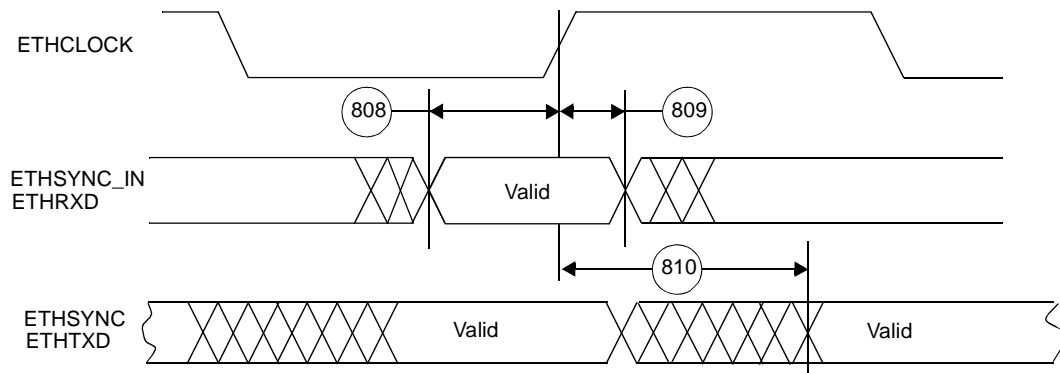 ETHCLOCK
808
809
ETHSYNC_IN
ETHRXD
Valid
810
ETHSYNC
ETHTXD
Valid
Valid